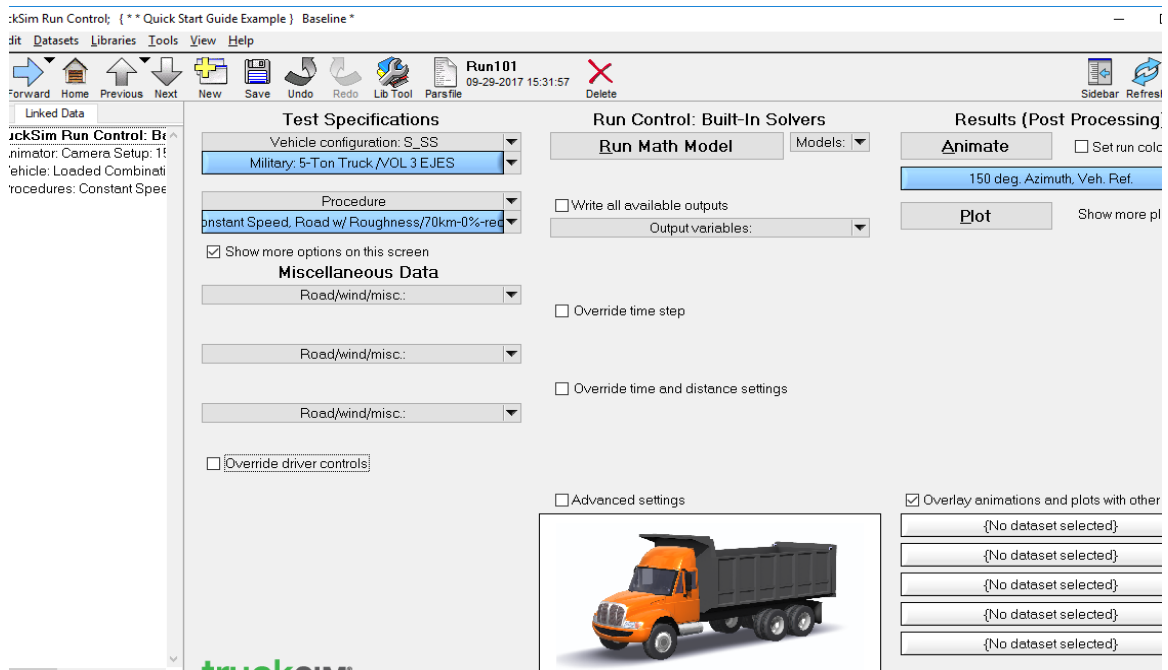 ckSim Run Control; { * * Quick Start Guide Example } Baseline *
dit Datasets Libraries Tools View Help
Forward Home Previous Next New Save Undo Redo Lib Tool Parsfile Run101 09-29-2017 15:31:57 Delete Sidebar Refresh
Linked Data
uckSim Run Control: Ba
nimator: Camera Setup: 15
ehicle: Loaded Combinati
rocedures: Constant Spee
Test Specifications
Vehicle configuration: S_SS
Military: 5-Ton Truck /VOL 3 EJES
Procedure
onstant Speed, Road w/ Roughness/70km-0%-red
Show more options on this screen
Miscellaneous Data
Road/wind/misc.:
Road/wind/misc.:
Road/wind/misc.:
Override driver controls
Run Control: Built-In Solvers
Run Math Model Models:
Write all available outputs
Output variables:
Override time step
Override time and distance settings
Advanced settings
Results (Post Processing)
Animate Set run colo
150 deg. Azimuth, Veh. Ref.
Plot Show more pl
Overlay animations and plots with other
{No dataset selected}
{No dataset selected}
{No dataset selected}
{No dataset selected}
{No dataset selected}